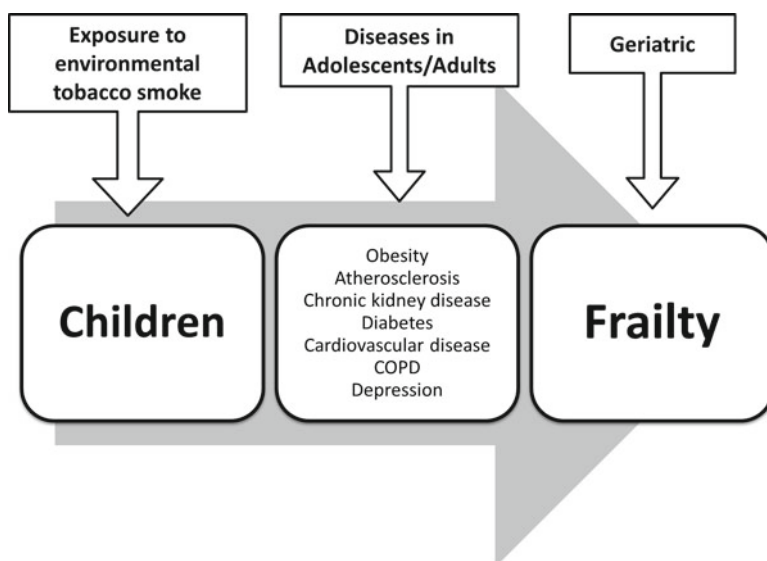 Exposure to
environmental
tobacco smoke
Diseases in
Adolescents/Adults
Geriatric
Children
Obesity
Atherosclerosis
Chronic kidney disease
Diabetes
Cardiovascular disease
COPD
Depression
Frailty